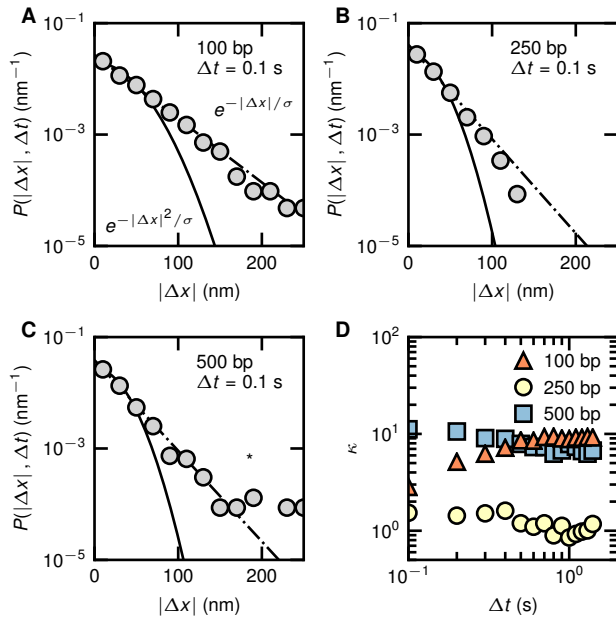 A
100 bp
Δt = 0.1 s
e^{-|Δx|/σ}
e^{-|Δx|^2/σ}
10^{-1}
10^{-3}
10^{-5}
P(|Δx|, Δt) (nm^{-1})
0 100 200
|Δx| (nm)
B
250 bp
Δt = 0.1 s
10^{-1}
10^{-3}
10^{-5}
P(|Δx|, Δt) (nm^{-1})
0 100 200
|Δx| (nm)
C
500 bp
Δt = 0.1 s
*
10^{-1}
10^{-3}
10^{-5}
P(|Δx|, Δt) (nm^{-1})
0 100 200
|Δx| (nm)
D
100 bp
250 bp
500 bp
10^2
10^1
10^0
κ
10^{-1} 10^0
Δt (s)